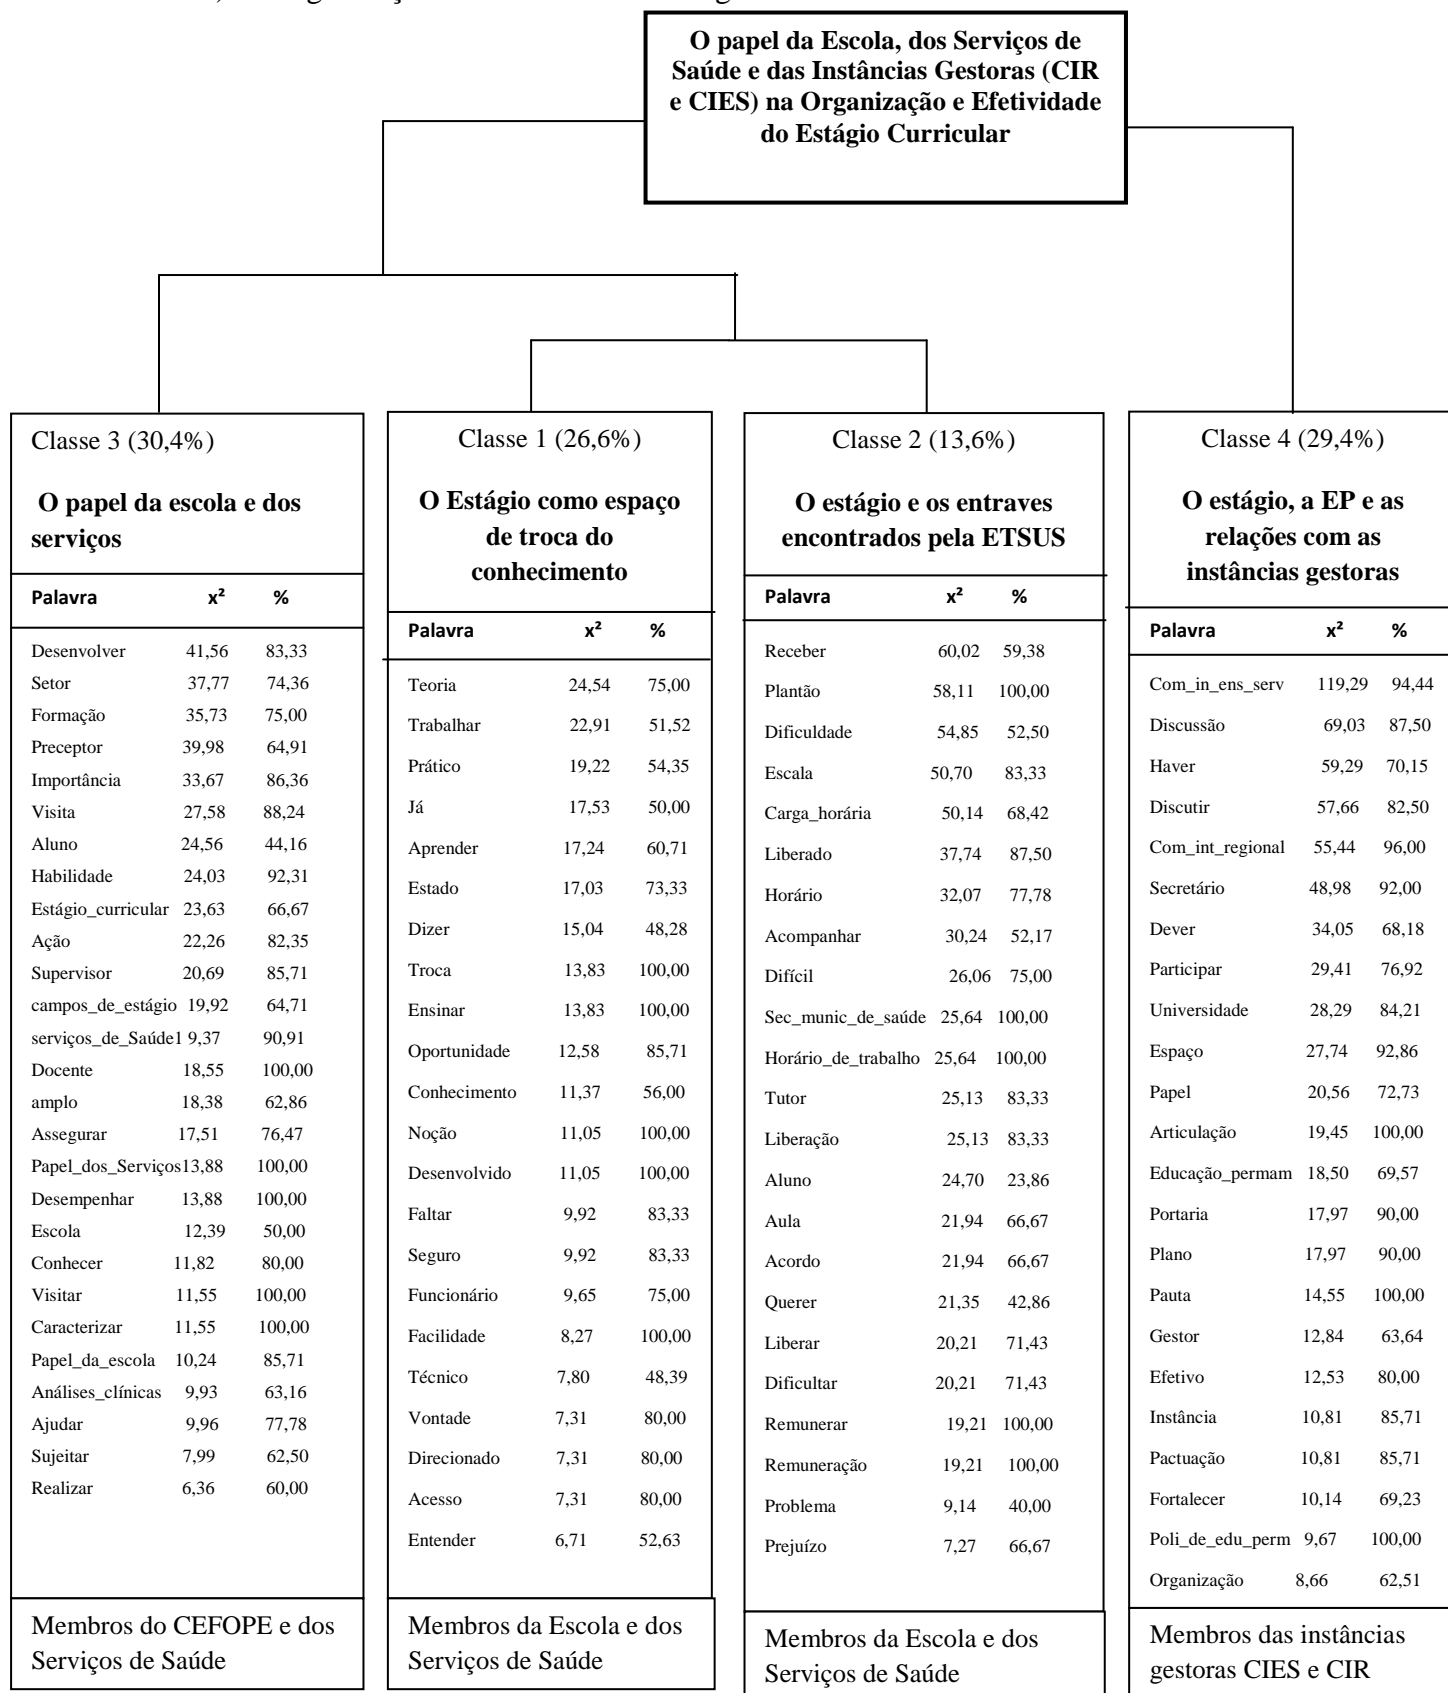 O papel da Escola, dos Serviços de
Saúde e das Instâncias Gestoras (CIR
e CIES) na Organização e Efetividade
do Estágio Curricular
Classe 3 (30,4%)
O papel da escola e dos
serviços
Palavra x² %
Desenvolver 41,56 83,33
Setor 37,77 74,36
Formação 35,73 75,00
Preceptor 39,98 64,91
Importância 33,67 86,36
Visita 27,58 88,24
Aluno 24,56 44,16
Habilidade 24,03 92,31
Estágio_curricular 23,63 66,67
Ação 22,26 82,35
Supervisor 20,69 85,71
campos_de_estágio 19,92 64,71
serviços_de_Saúde1 9,37 90,91
Docente 18,55 100,00
amplo 18,38 62,86
Assegurar 17,51 76,47
Papel_dos_Serviços13,88 100,00
Desempenhar 13,88 100,00
Escola 12,39 50,00
Conhecer 11,82 80,00
Visitar 11,55 100,00
Caracterizar 11,55 100,00
Papel_da_escola 10,24 85,71
Análises_clínicas 9,93 63,16
Ajudar 9,96 77,78
Sujeitar 7,99 62,50
Realizar 6,36 60,00
Membros do CEFOPE e dos
Serviços de Saúde
Classe 1 (26,6%)
O Estágio como espaço
de troca do
conhecimento
Palavra x² %
Teoria 24,54 75,00
Trabalhar 22,91 51,52
Prático 19,22 54,35
Já 17,53 50,00
Aprender 17,24 60,71
Estado 17,03 73,33
Dizer 15,04 48,28
Troca 13,83 100,00
Ensinar 13,83 100,00
Oportunidade 12,58 85,71
Conhecimento 11,37 56,00
Noção 11,05 100,00
Desenvolvido 11,05 100,00
Faltar 9,92 83,33
Seguro 9,92 83,33
Funcionário 9,65 75,00
Facilidade 8,27 100,00
Técnico 7,80 48,39
Vontade 7,31 80,00
Direcionado 7,31 80,00
Acesso 7,31 80,00
Entender 6,71 52,63
Membros da Escola e dos
Serviços de Saúde
Classe 2 (13,6%)
O estágio e os entraves
encontrados pela ETSUS
Palavra x² %
Receber 60,02 59,38
Plantão 58,11 100,00
Dificuldade 54,85 52,50
Escala 50,70 83,33
Carga_horária 50,14 68,42
Liberado 37,74 87,50
Horário 32,07 77,78
Acompanhar 30,24 52,17
Difícil 26,06 75,00
Sec_munic_de_saúde 25,64 100,00
Horário_de_trabalho 25,64 100,00
Tutor 25,13 83,33
Liberação 25,13 83,33
Aluno 24,70 23,86
Aula 21,94 66,67
Acordo 21,94 66,67
Querer 21,35 42,86
Liberar 20,21 71,43
Dificultar 20,21 71,43
Remunerar 19,21 100,00
Remuneração 19,21 100,00
Problema 9,14 40,00
Prejuízo 7,27 66,67
Membros da Escola e dos
Serviços de Saúde
Classe 4 (29,4%)
O estágio, a EP e as
relações com as
instâncias gestoras
Palavra x² %
Com_in_ens_serv 119,29 94,44
Discussão 69,03 87,50
Haver 59,29 70,15
Discutir 57,66 82,50
Com_int_regional 55,44 96,00
Secretário 48,98 92,00
Dever 34,05 68,18
Participar 29,41 76,92
Universidade 28,29 84,21
Espaço 27,74 92,86
Papel 20,56 72,73
Articulação 19,45 100,00
Educação_permam 18,50 69,57
Portaria 17,97 90,00
Plano 17,97 90,00
Pauta 14,55 100,00
Gestor 12,84 63,64
Efetivo 12,53 80,00
Instância 10,81 85,71
Pactuação 10,81 85,71
Fortalecer 10,14 69,23
Poli_de_edu_perm 9,67 100,00
Organização 8,66 62,51
Membros das instâncias
gestoras CIES e CIR